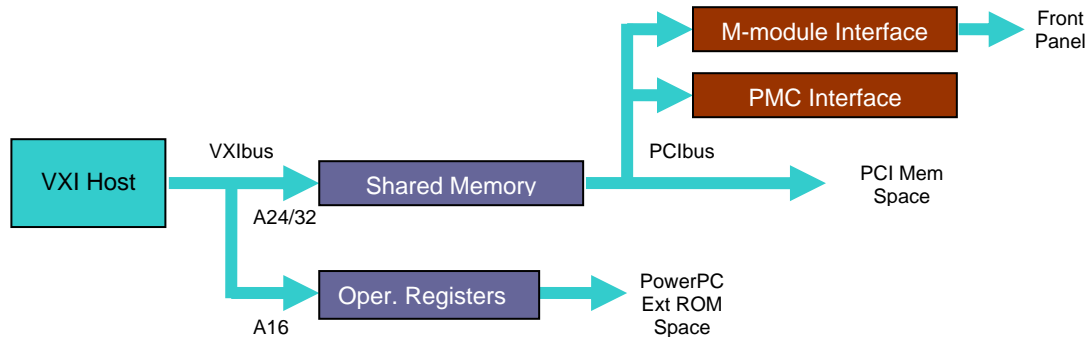 M-module Interface
Front
Panel
PMC Interface
VXI Host
VXIbus
PCIbus
Shared Memory
PCI Mem
Space
A24/32
Oper. Registers
PowerPC
Ext ROM
Space
A16